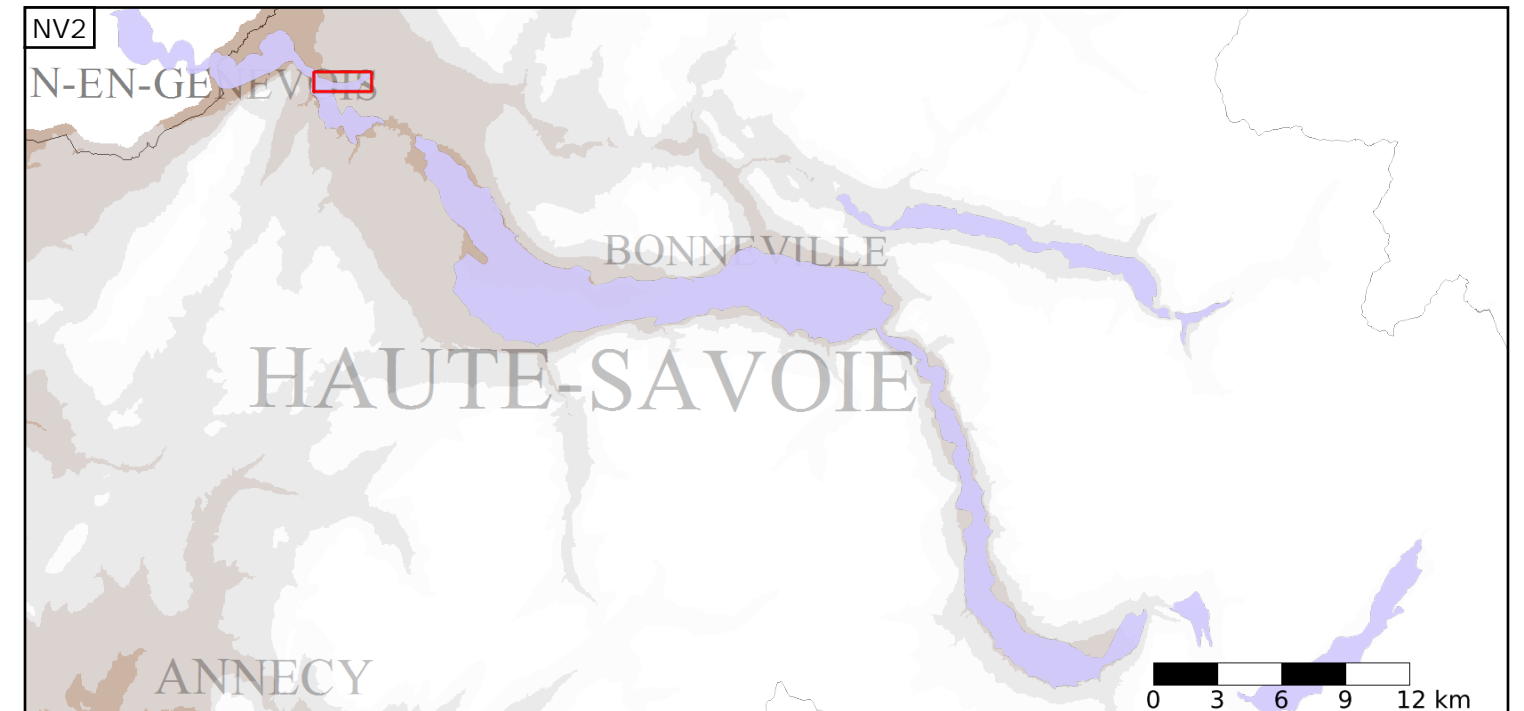 NV2
N-EN-GENEVOIS
BONNEVILLE
HAUTE-SAVOIE
ANNECY
0 3 6 9 12 km